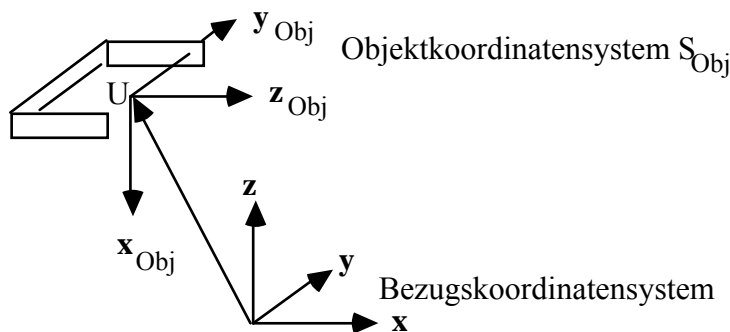 y Obj
Objektkoordinatensystem S Obj
U
z Obj
z
x Obj
y
Bezugskoordinatensystem
x